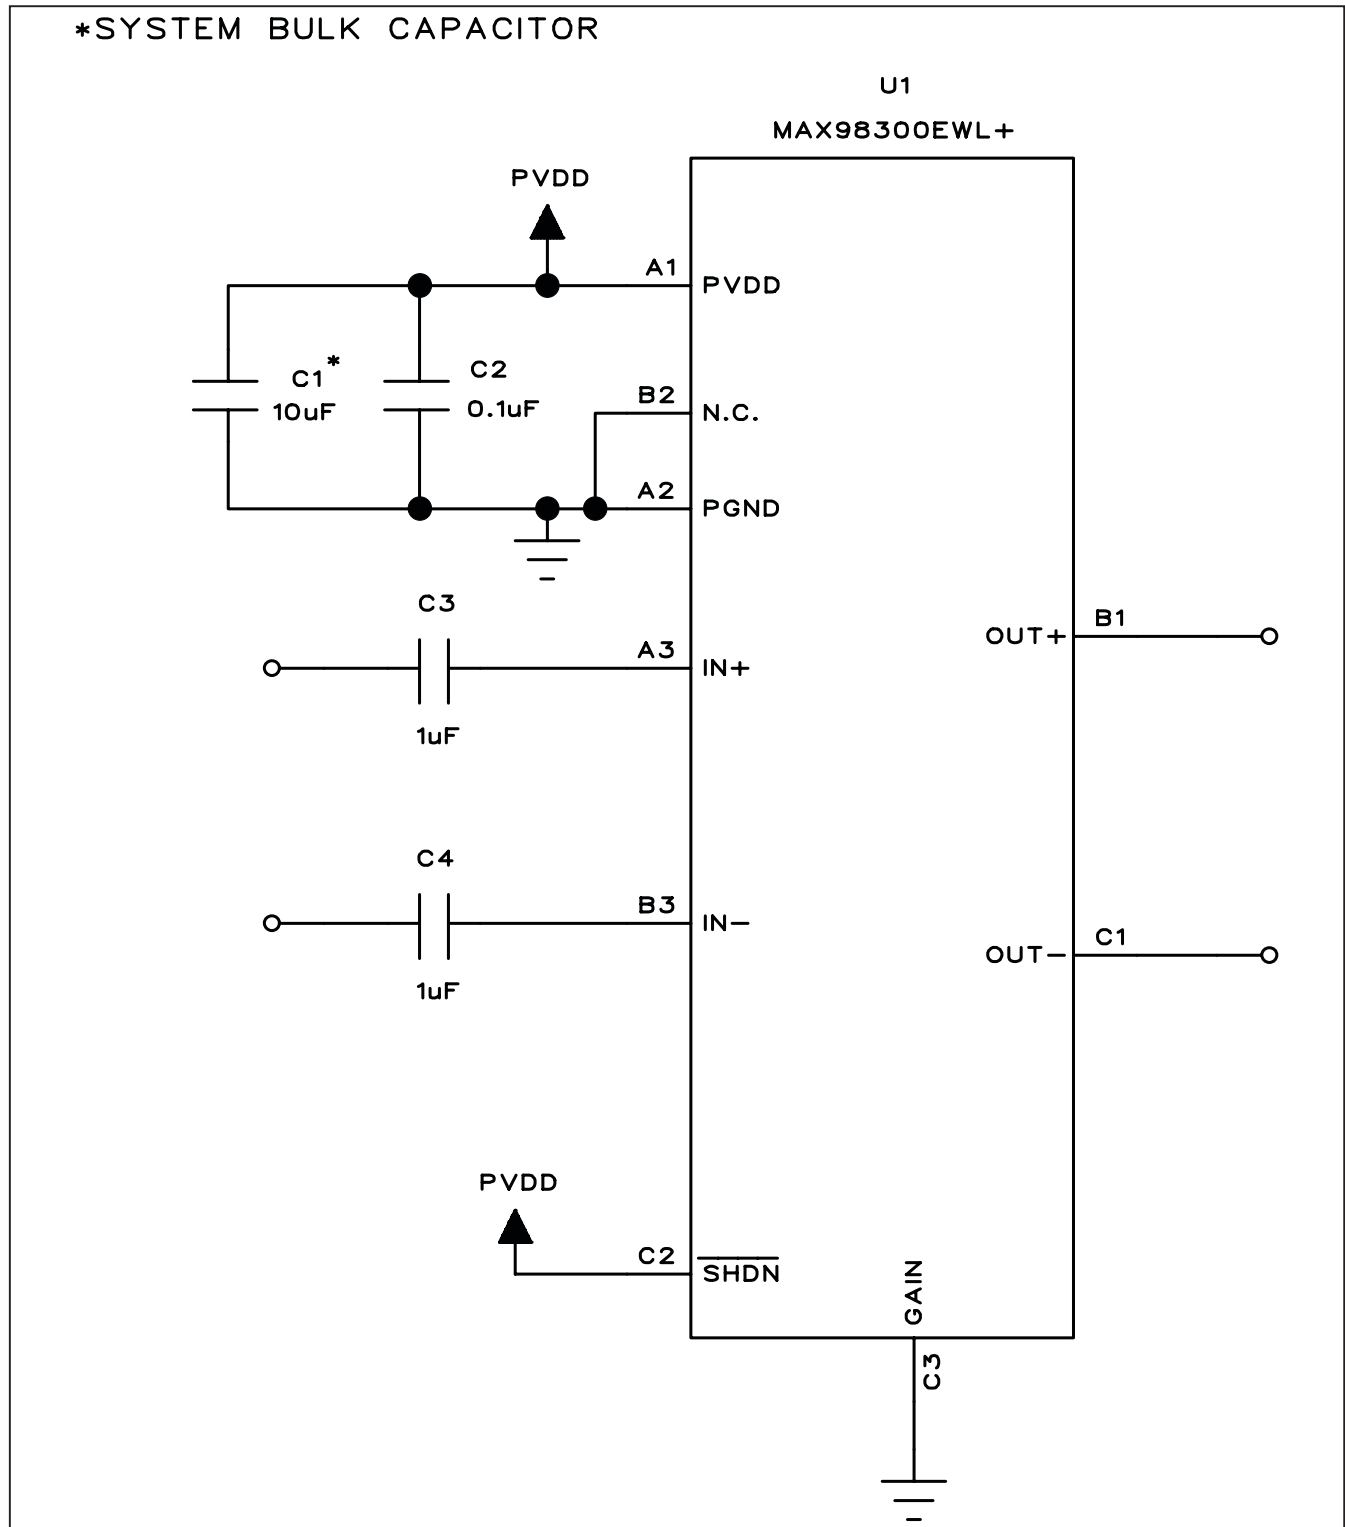 *SYSTEM BULK CAPACITOR
U1
MAX98300EWL+
PVDD
A1
PVDD
C1*
10uF
C2
0.1uF
B2
N.C.
A2
PGND
C3
1uF
A3
IN+
OUT+
B1
C4
1uF
B3
IN-
OUT-
C1
PVDD
C2
SHDN
GAIN
C3